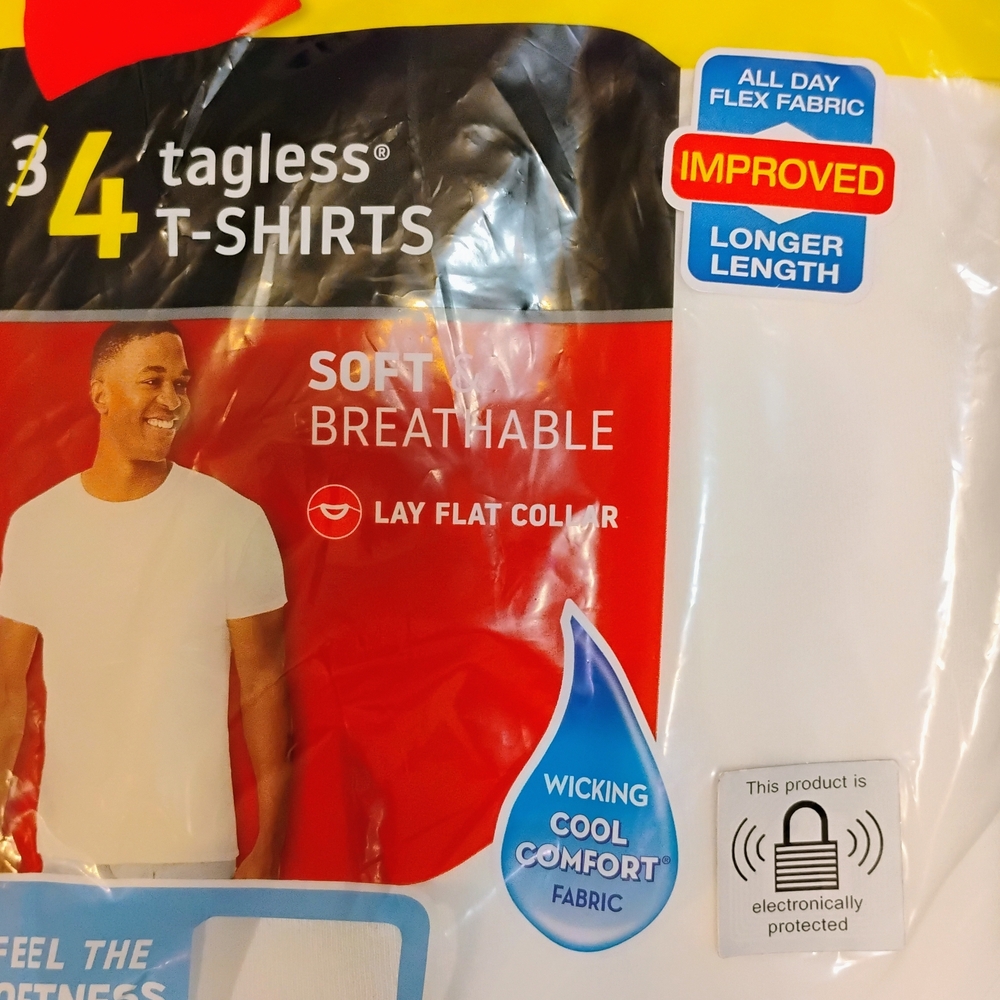 3 4 tagless®
T-SHIRTS
ALL DAY
FLEX FABRIC
IMPROVED
LONGER
LENGTH
SOFT &
BREATHABLE
LAY FLAT COLLAR
WICKING
COOL
COMFORT®
FABRIC
This product is
electronically
protected
FEEL THE